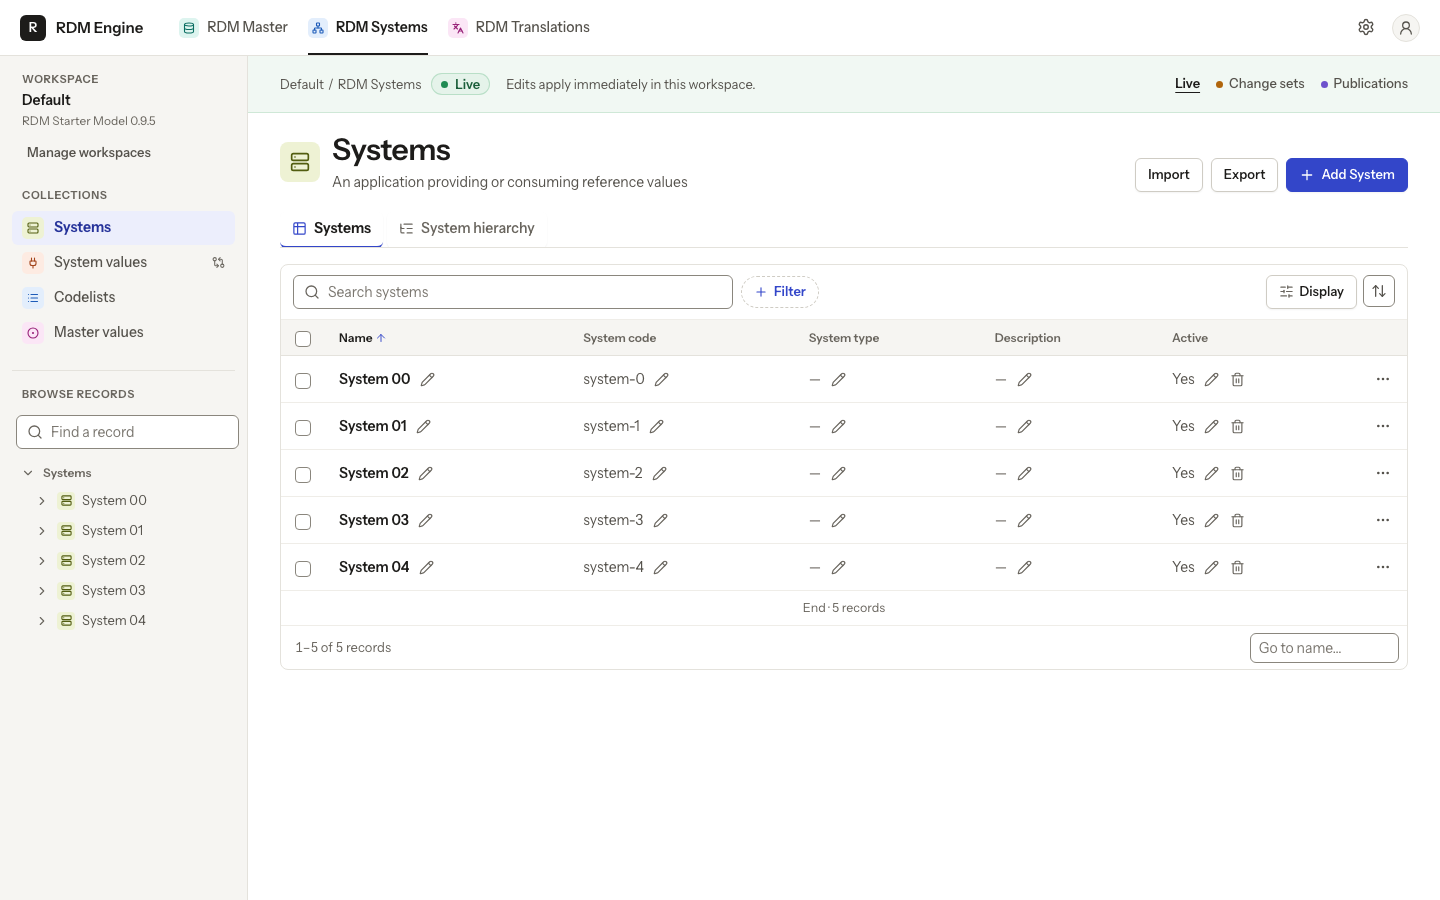 R RDM Engine RDM Master RDM Systems RDM Translations
WORKSPACE
Default
RDM Starter Model 0.9.5
Manage workspaces
COLLECTIONS
Systems
System values
Codelists
Master values
BROWSE RECORDS
Find a record
Systems
System 00
System 01
System 02
System 03
System 04
Default / RDM Systems Live Edits apply immediately in this workspace. Live Change sets Publications
Systems
An application providing or consuming reference values
Import Export Add System
Systems System hierarchy
Search systems Filter Display
Name System code System type Description Active
System 00 system-0 — — Yes
System 01 system-1 — — Yes
System 02 system-2 — — Yes
System 03 system-3 — — Yes
System 04 system-4 — — Yes
End · 5 records
1–5 of 5 records Go to name...